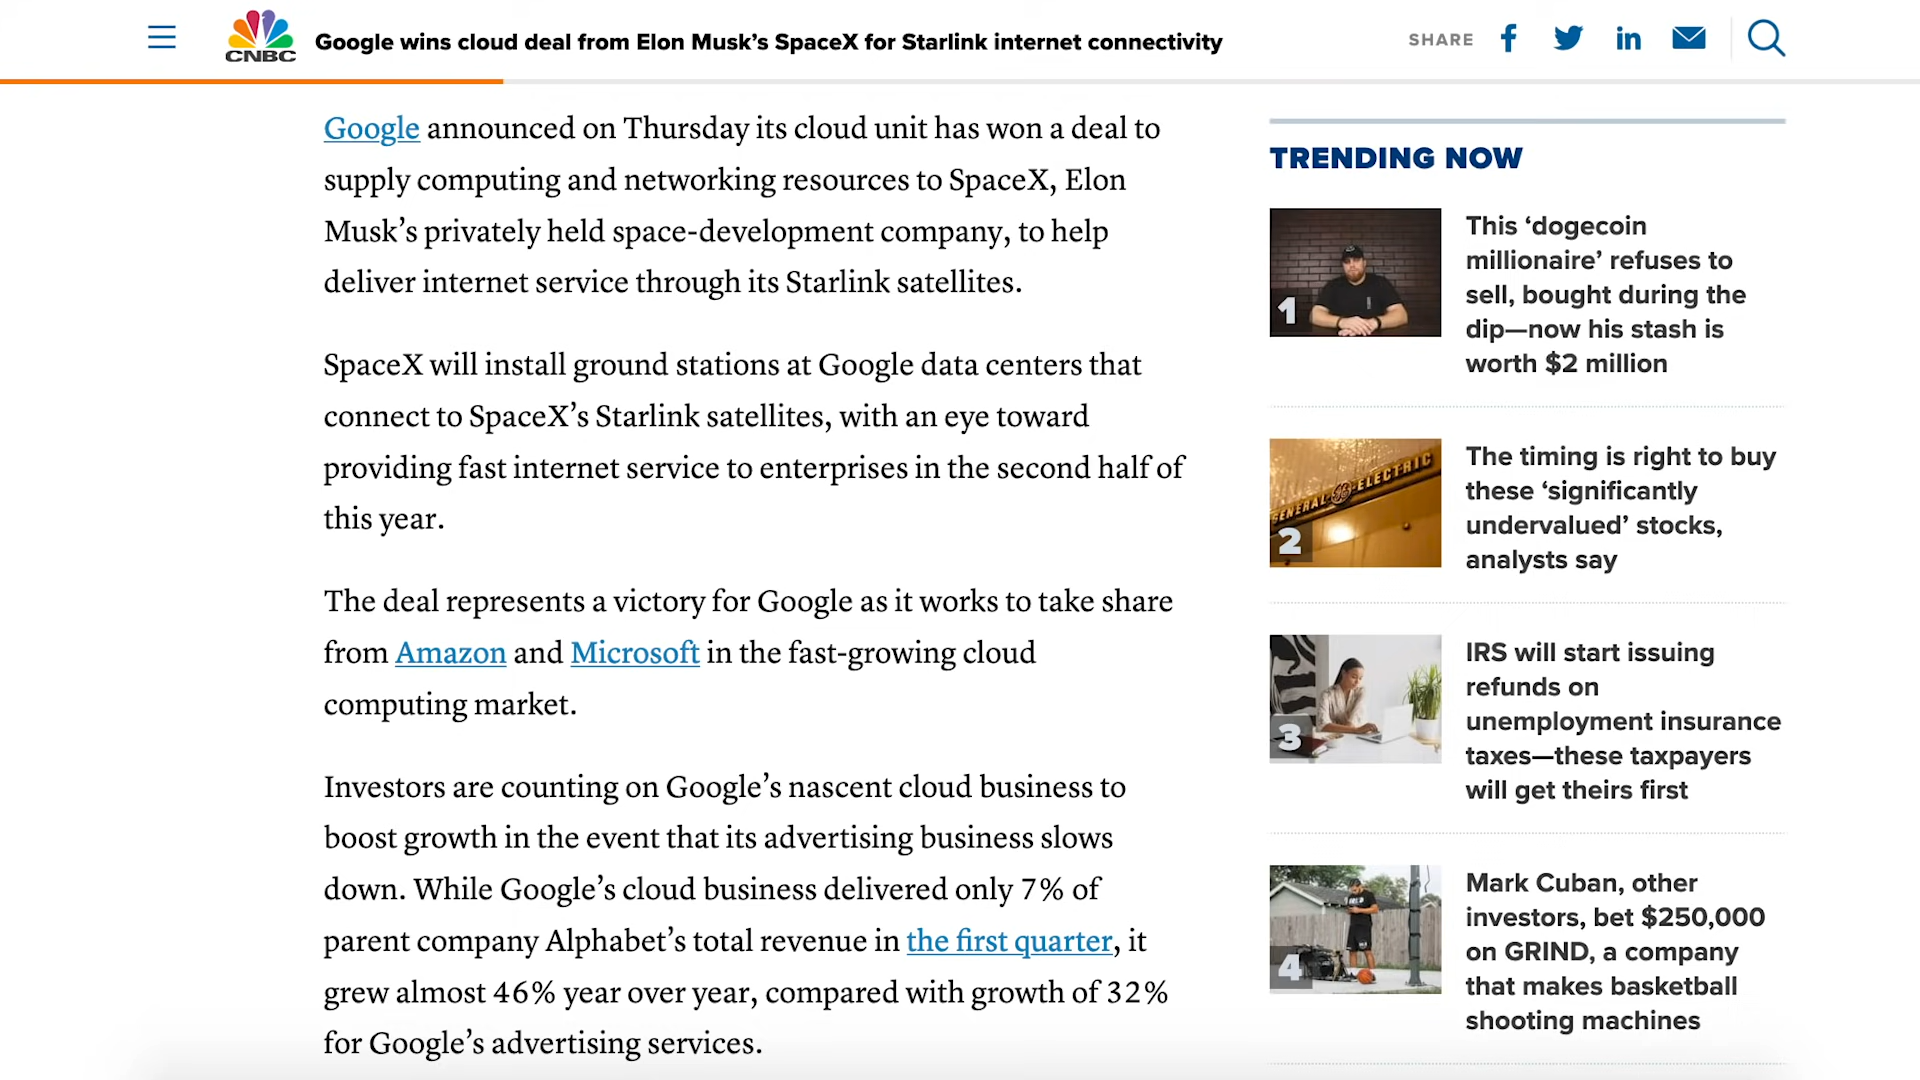 CNBC
Google wins cloud deal from Elon Musk’s SpaceX for Starlink internet connectivity
SHARE
Google announced on Thursday its cloud unit has won a deal to
supply computing and networking resources to SpaceX, Elon
Musk’s privately held space-development company, to help
deliver internet service through its Starlink satellites.
SpaceX will install ground stations at Google data centers that
connect to SpaceX’s Starlink satellites, with an eye toward
providing fast internet service to enterprises in the second half of
this year.
The deal represents a victory for Google as it works to take share
from Amazon and Microsoft in the fast-growing cloud
computing market.
Investors are counting on Google’s nascent cloud business to
boost growth in the event that its advertising business slows
down. While Google’s cloud business delivered only 7% of
parent company Alphabet’s total revenue in the first quarter, it
grew almost 46% year over year, compared with growth of 32%
for Google’s advertising services.
TRENDING NOW
1
This ‘dogecoin
millionaire’ refuses to
sell, bought during the
dip—now his stash is
worth $2 million
GENERAL GE ELECTRIC
2
The timing is right to buy
these ‘significantly
undervalued’ stocks,
analysts say
3
IRS will start issuing
refunds on
unemployment insurance
taxes—these taxpayers
will get theirs first
4
Mark Cuban, other
investors, bet $250,000
on GRIND, a company
that makes basketball
shooting machines